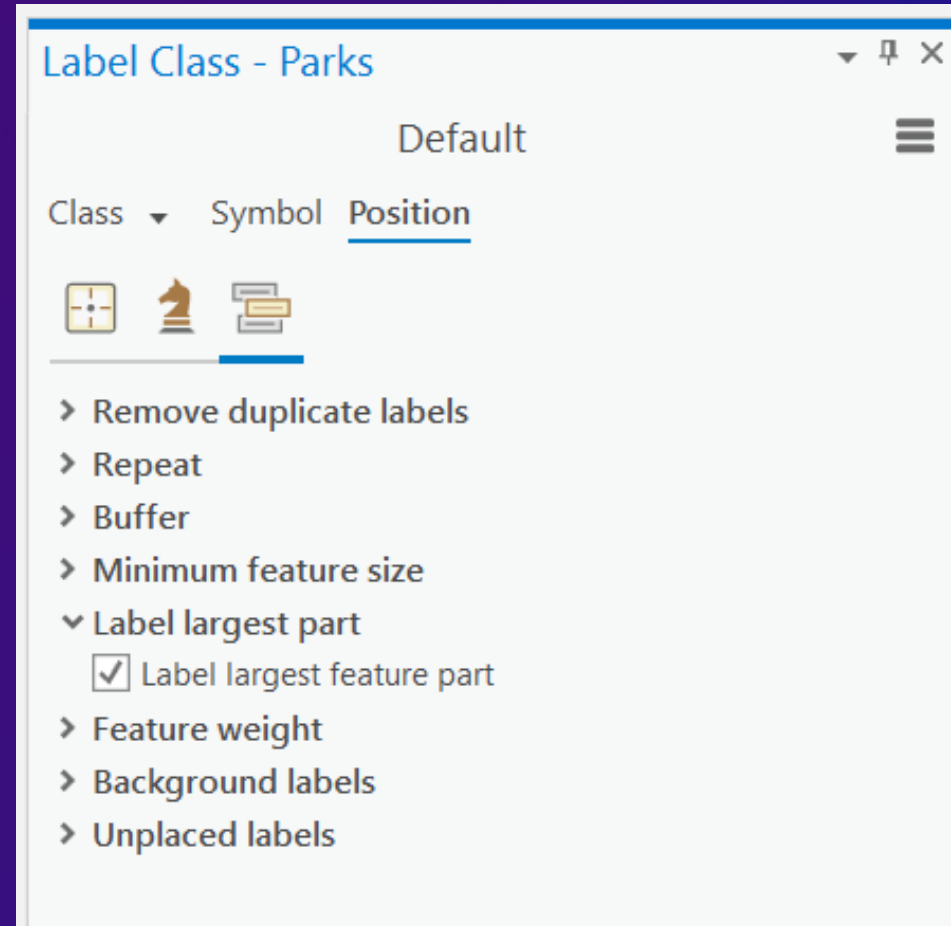 Label Class - Parks
Default
Class Symbol Position
Remove duplicate labels
Repeat
Buffer
Minimum feature size
Label largest part
Label largest feature part
Feature weight
Background labels
Unplaced labels